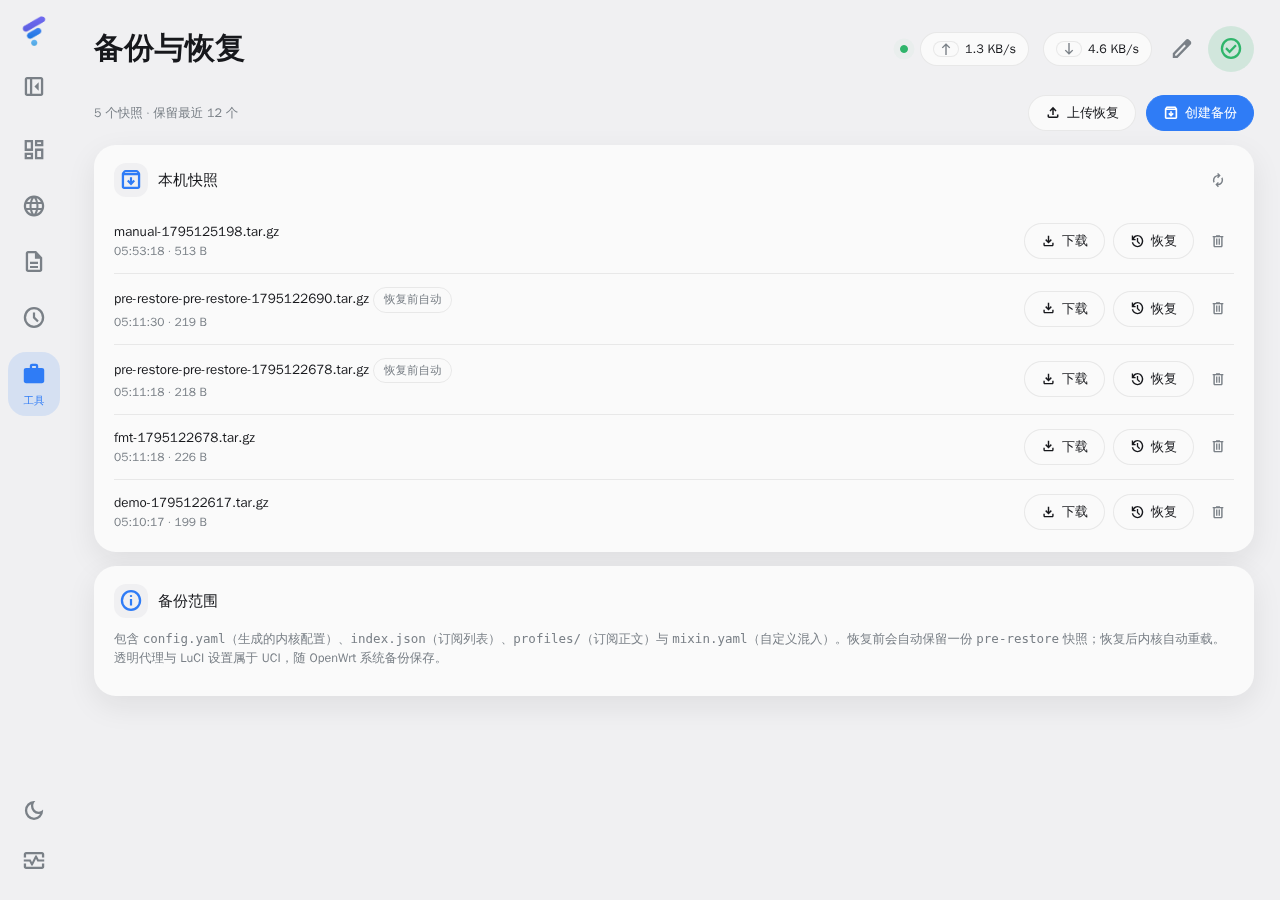 备份与恢复
1.3 KB/s
4.6 KB/s
5 个快照 · 保留最近 12 个
上传恢复
创建备份
本机快照
manual-1795125198.tar.gz
05:53:18 · 513 B
下载
恢复
pre-restore-pre-restore-1795122690.tar.gz 恢复前自动
05:11:30 · 219 B
下载
恢复
pre-restore-pre-restore-1795122678.tar.gz 恢复前自动
05:11:18 · 218 B
下载
恢复
fmt-1795122678.tar.gz
05:11:18 · 226 B
下载
恢复
demo-1795122617.tar.gz
05:10:17 · 199 B
下载
恢复
工具
备份范围
包含 config.yaml（生成的内核配置）、index.json（订阅列表）、profiles/（订阅正文）与 mixin.yaml（自定义混入）。恢复前会自动保留一份 pre-restore 快照；恢复后内核自动重载。
透明代理与 LuCI 设置属于 UCI，随 OpenWrt 系统备份保存。